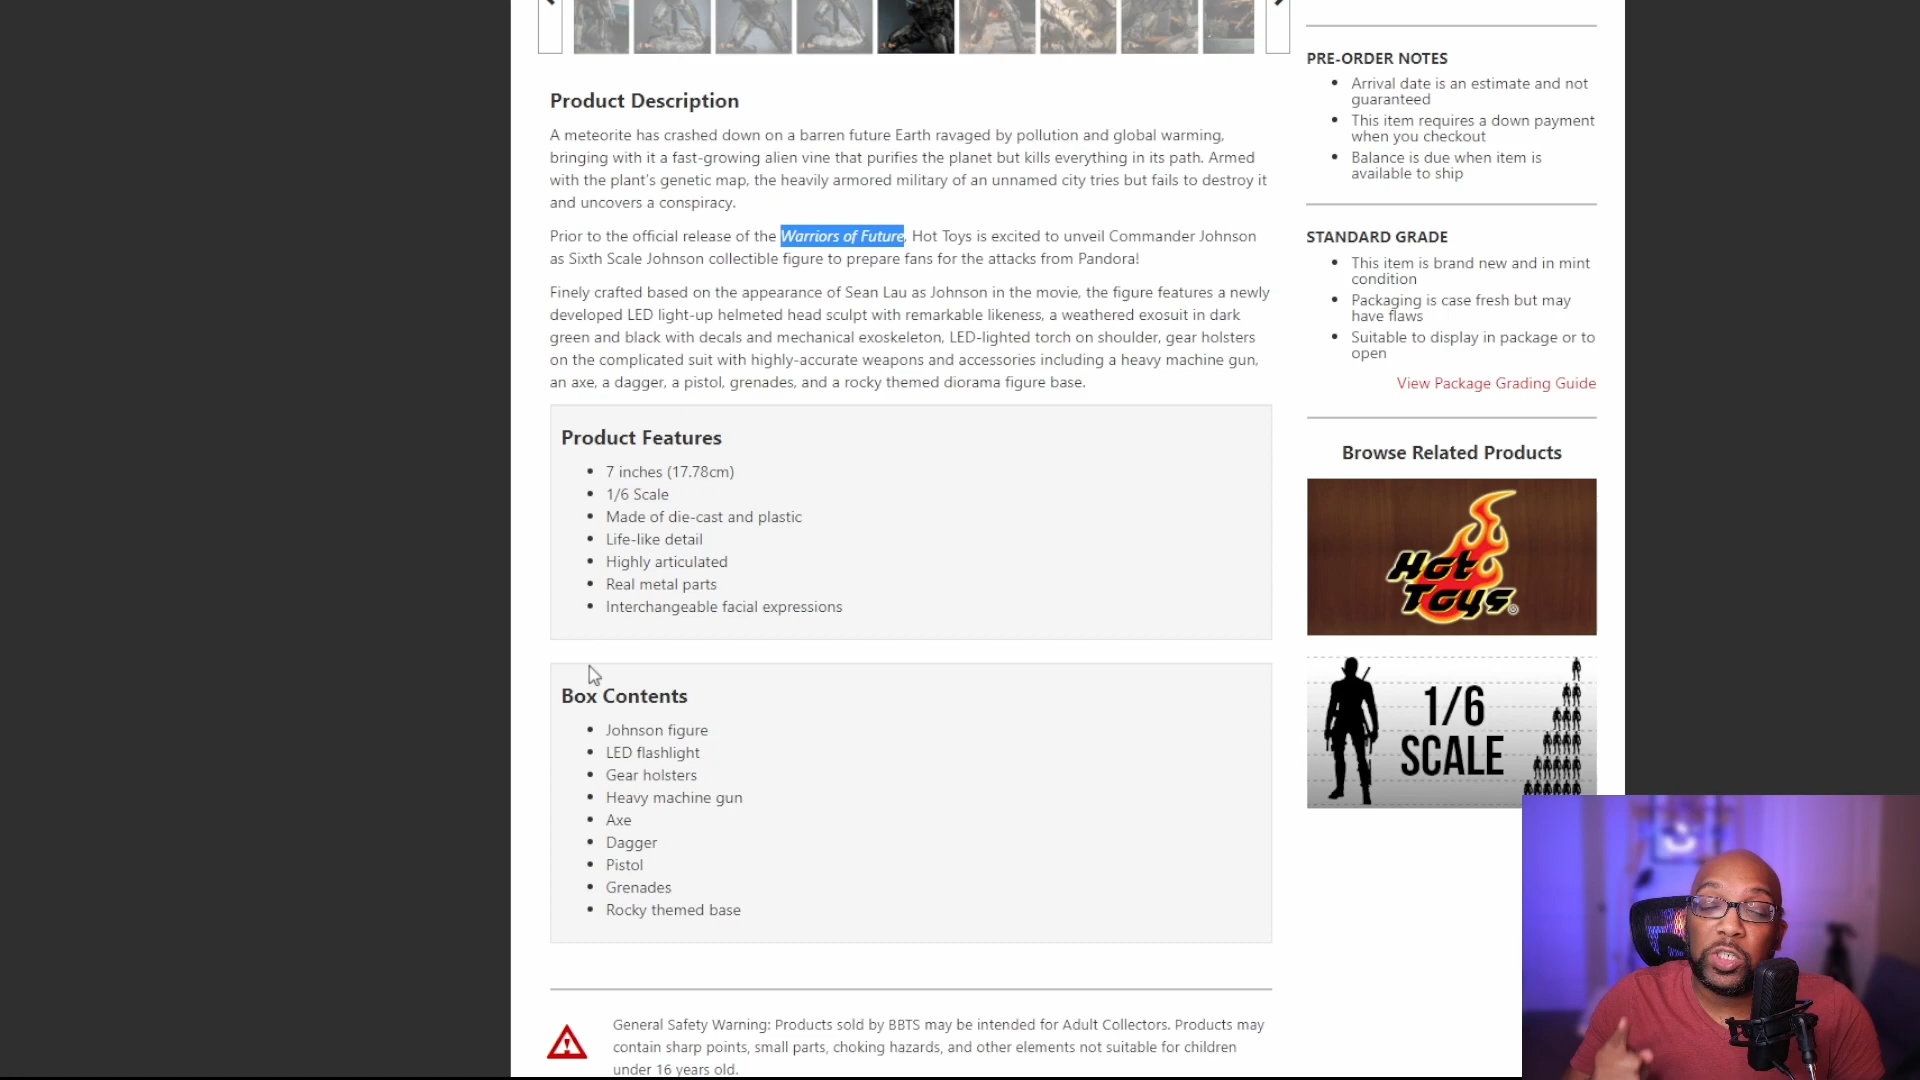 Product Description
A meteorite has crashed down on a barren future Earth ravaged by pollution and global warming,
bringing with it a fast-growing alien vine that purifies the planet but kills everything in its path. Armed
with the plant's genetic map, the heavily armored military of an unnamed city tries but fails to destroy it
and uncovers a conspiracy.
Prior to the official release of the Warriors of Future, Hot Toys is excited to unveil Commander Johnson
as Sixth Scale Johnson collectible figure to prepare fans for the attacks from Pandora!
Finely crafted based on the appearance of Sean Lau as Johnson in the movie, the figure features a newly
developed LED light-up helmeted head sculpt with remarkable likeness, a weathered exosuit in dark
green and black with decals and mechanical exoskeleton, LED-lighted torch on shoulder, gear holsters
on the complicated suit with highly-accurate weapons and accessories including a heavy machine gun,
an axe, a dagger, a pistol, grenades, and a rocky themed diorama figure base.
Product Features
• 7 inches (17.78cm)
• 1/6 Scale
• Made of die-cast and plastic
• Life-like detail
• Highly articulated
• Real metal parts
• Interchangeable facial expressions
Box Contents
• Johnson figure
• LED flashlight
• Gear holsters
• Heavy machine gun
• Axe
• Dagger
• Pistol
• Grenades
• Rocky themed base
General Safety Warning: Products sold by BBTS may be intended for Adult Collectors. Products may
contain sharp points, small parts, choking hazards, and other elements not suitable for children
under 16 years old.
PRE-ORDER NOTES
• Arrival date is an estimate and not
guaranteed
• This item requires a down payment
when you checkout
• Balance is due when item is
available to ship
STANDARD GRADE
• This item is brand new and in mint
condition
• Packaging is case fresh but may
have flaws
• Suitable to display in package or to
open
View Package Grading Guide
Browse Related Products
Hot
Toys®
1/6
SCALE